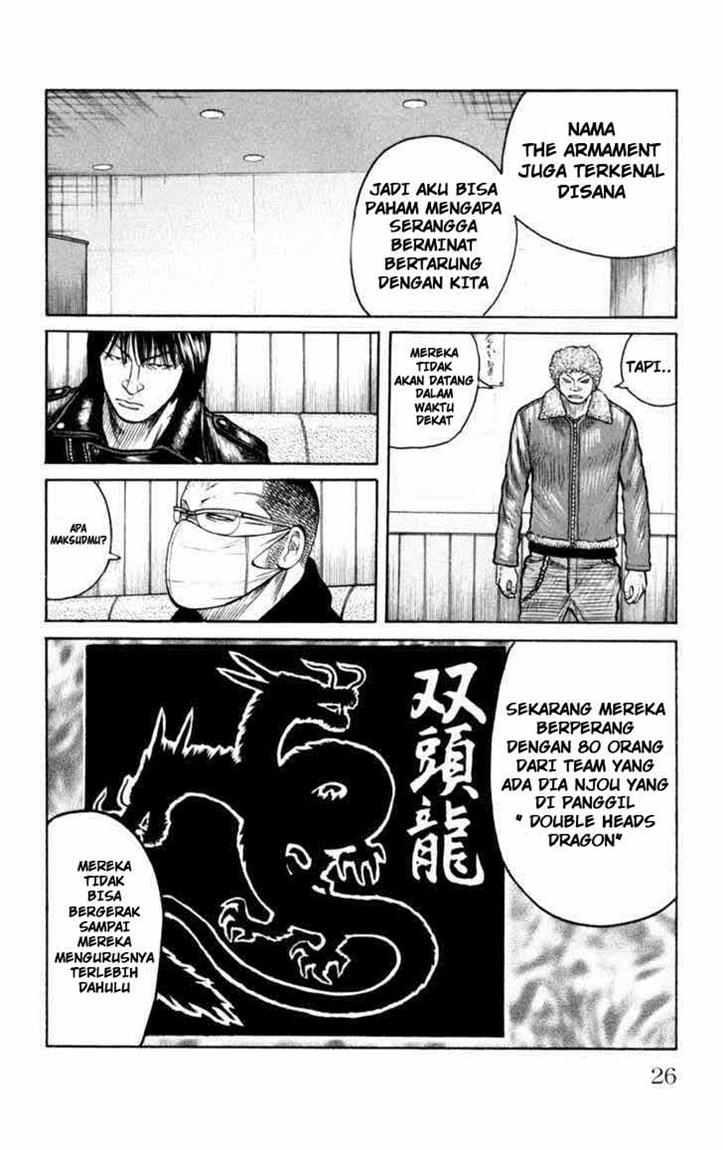 NAMA
THE ARMAMENT
JUGA TERKENAL
DISANA
JADI AKU BISA
PAHAM MENGAPA
SERANGGA
BERMINAT
BERTARUNG
DENGAN KITA
TAPI..
MEREKA
TIDAK
AKAN DATANG
DALAM
WAKTU
DEKAT
APA
MAKSUDMU?
SEKARANG MEREKA
BERPERANG
DENGAN 80 ORANG
DARI TEAM YANG
ADA DIA NJOU YANG
DI PANGGIL
" DOUBLE HEADS
DRAGON"
双頭龍
MEREKA
TIDAK
BISA
BERGERAK
SAMPAI
MEREKA
MENGURUSNYA
TERLEBIH
DAHULU
26